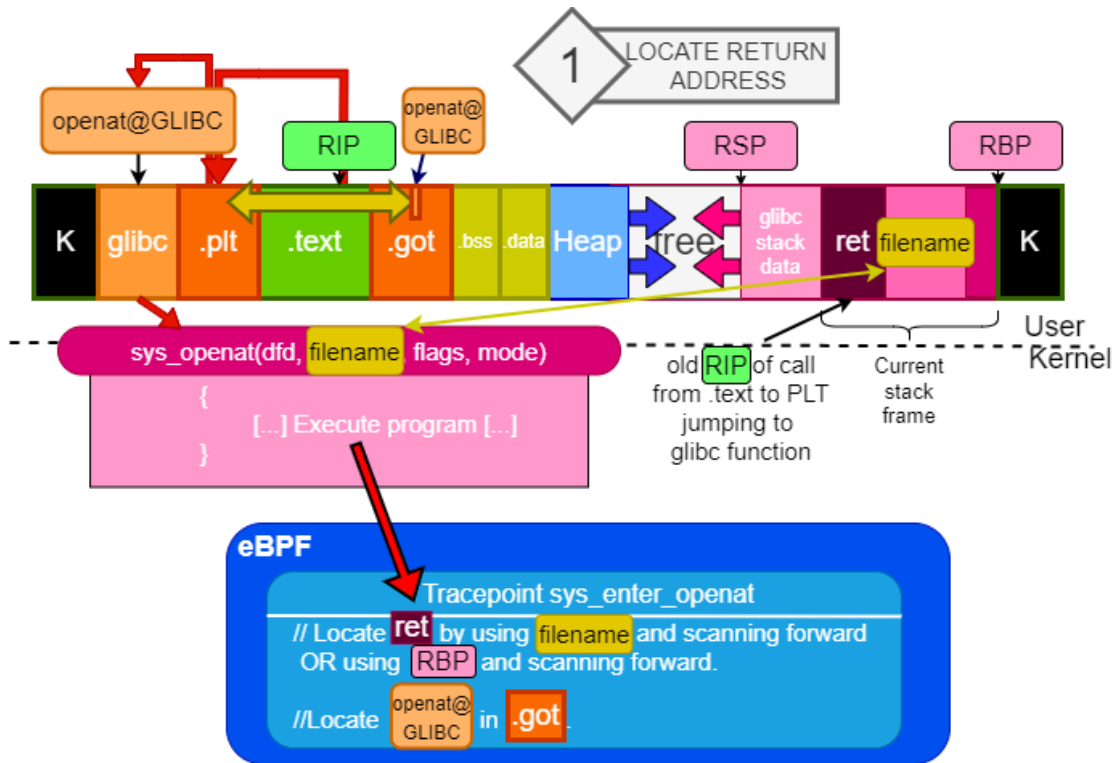 1
LOCATE RETURN
ADDRESS
openat@GLIBC
openat@
GLIBC
RIP
RSP
RBP
K
glibc
.plt
.text
.got
.bss
.data
Heap
free
glibc
stack
data
ret
filename
K
User
Kernel
sys_openat(dfd, filename flags, mode)
{
[...] Execute program [...]
}
old RIP of call
from .text to PLT
jumping to
glibc function
Current
stack
frame
eBPF
Tracepoint sys_enter_openat
// Locate ret by using filename and scanning forward
OR using RBP and scanning forward.
//Locate openat@
GLIBC in .got.